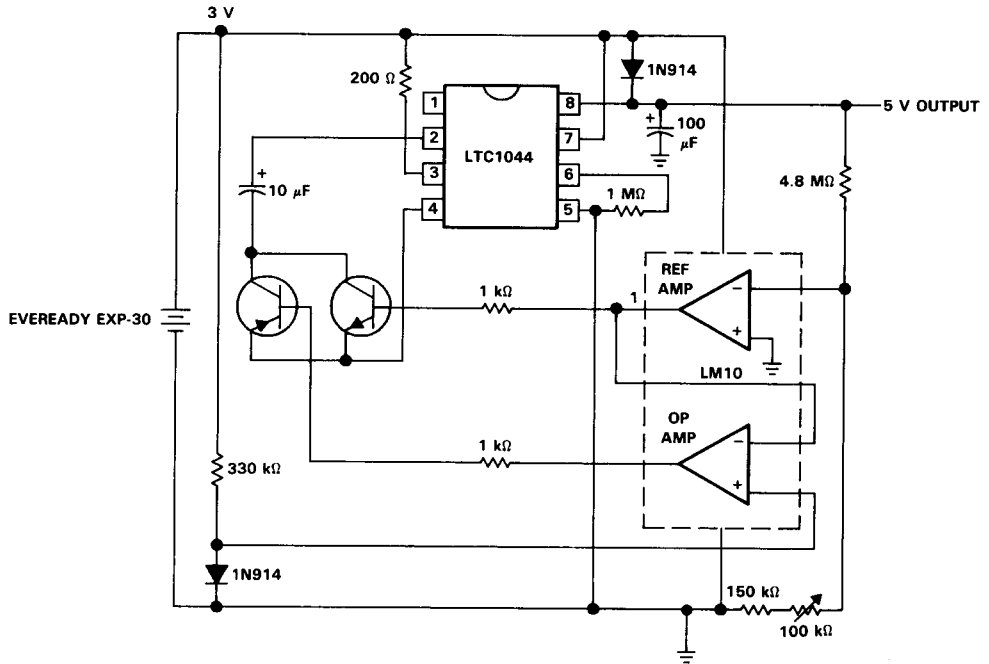 3 V
200 Ω
1N914
1
2
3
4
LTC1044
8
7
6
5
5 V OUTPUT
+
100
μF
+
10 μF
1 MΩ
4.8 MΩ
EVEREADY EXP-30
1 kΩ
1
REF
AMP
−
+
LM10
OP
AMP
−
+
1 kΩ
330 kΩ
1N914
150 kΩ
100 kΩ